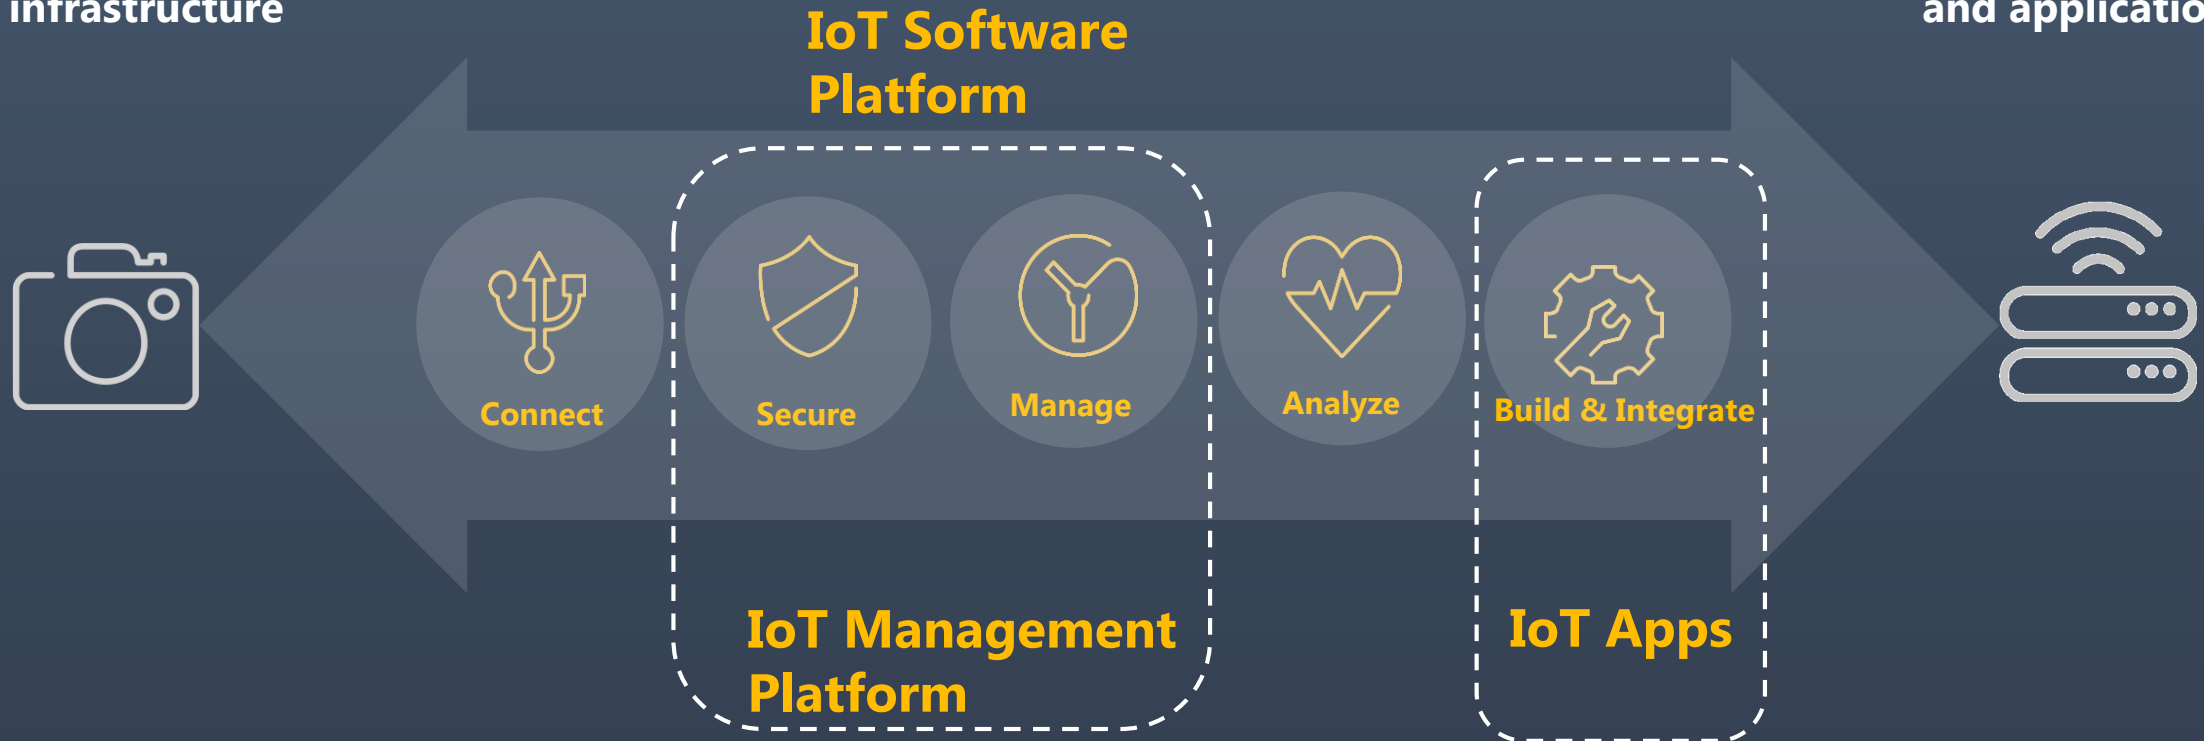 infrastructure
and applicatio
IoT Software
Platform
Connect
Secure
Manage
Analyze
Build & Integrate
IoT Management
Platform
IoT Apps